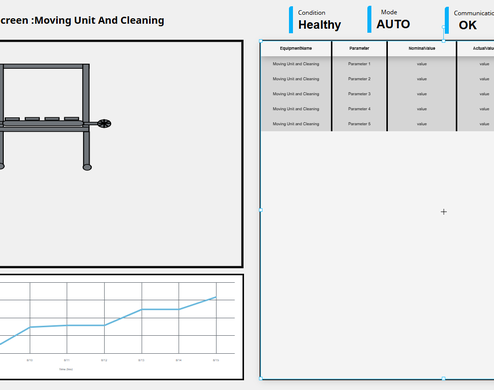 creen :Moving Unit And Cleaning
Condition
Healthy
Mode
AUTO
Communicatio
OK
EquipmentName Parameter NominalValue ActualValu
Moving Unit and Cleaning Parameter 1 value value
Moving Unit and Cleaning Parameter 2 value value
Moving Unit and Cleaning Parameter 3 value value
Moving Unit and Cleaning Parameter 4 value value
Moving Unit and Cleaning Parameter 5 value value